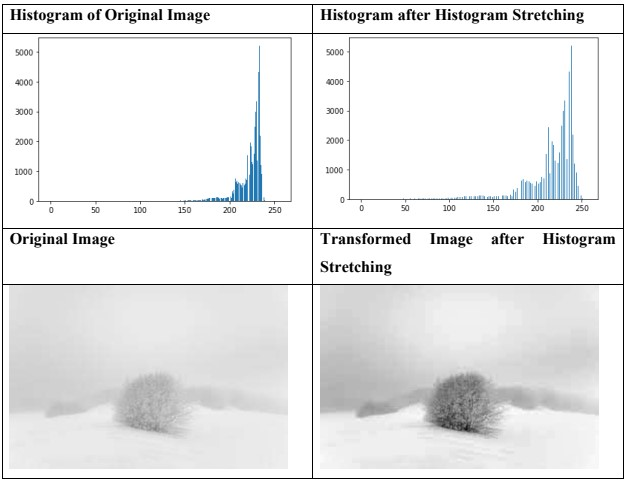 Histogram of Original Image
Histogram after Histogram Stretching
5000
4000
3000
2000
1000
0
0 50 100 150 200 250
5000
4000
3000
2000
1000
0
0 50 100 150 200 250
Original Image
Transformed Image after Histogram
Stretching